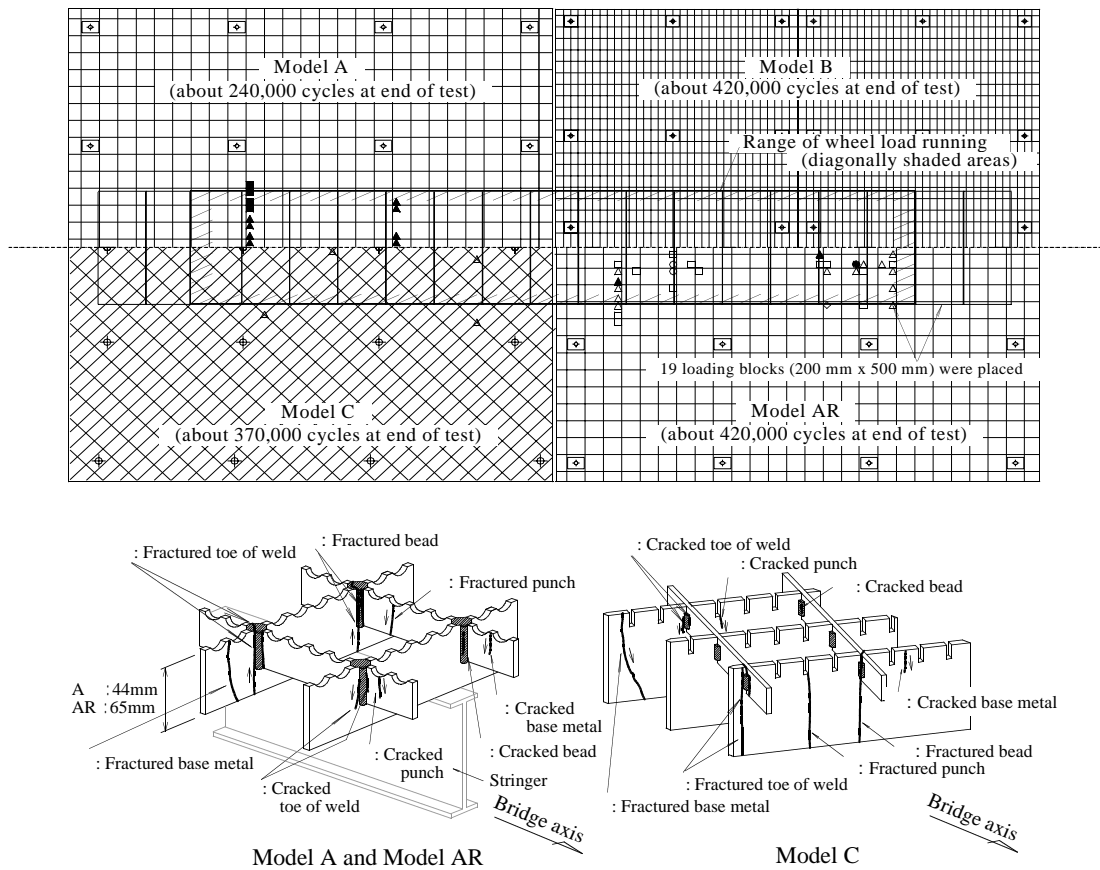 Model A
(about 240,000 cycles at end of test)
Model B
(about 420,000 cycles at end of test)
Range of wheel load running
(diagonally shaded areas)
19 loading blocks (200 mm x 500 mm) were placed
Model C
(about 370,000 cycles at end of test)
Model AR
(about 420,000 cycles at end of test)
: Fractured toe of weld
: Fractured bead
: Fractured punch
A : 44mm
AR : 65mm
: Cracked
base metal
: Fractured base metal
: Cracked
punch
: Cracked bead
: Cracked
toe of weld
Stringer
Bridge axis
Model A and Model AR
: Cracked toe of weld
: Cracked punch
: Cracked bead
: Cracked base metal
: Fractured bead
: Fractured punch
: Fractured toe of weld
: Fractured base metal
Bridge axis
Model C